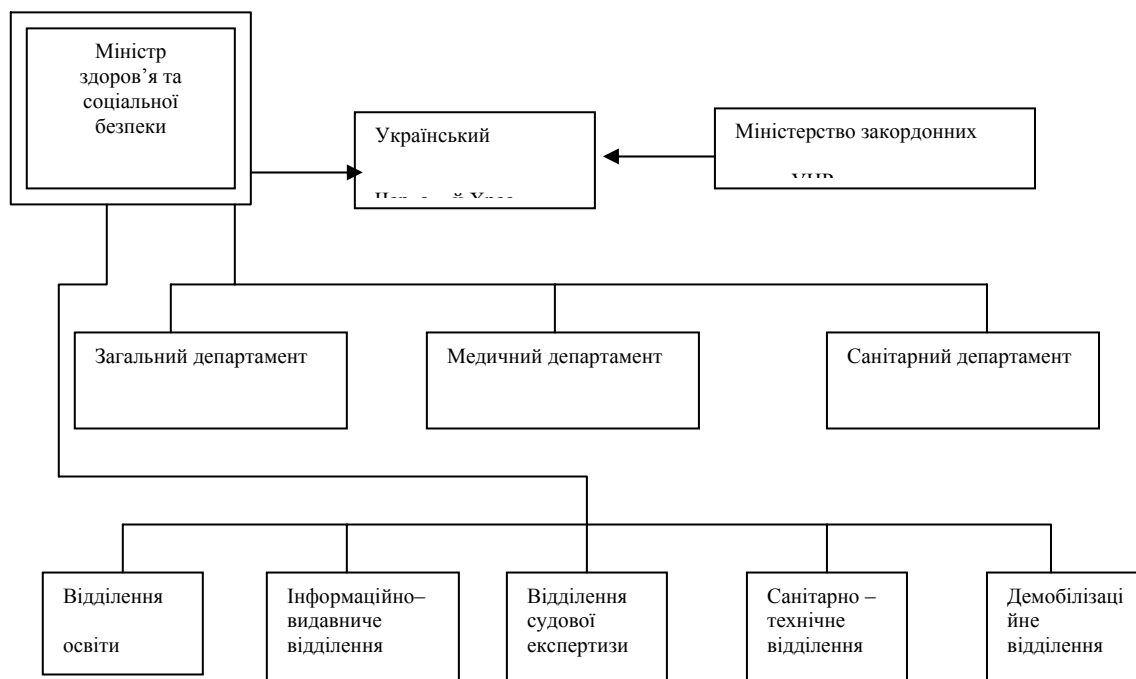 Міністр
здоров’я та
соціальної
безпеки
Український
Міністерство закордонних
УНР
Загальний департамент
Медичний департамент
Санітарний департамент
Відділення
освіти
Інформаційно–
видавниче
відділення
Відділення
судової
експертизи
Санітарно –
технічне
відділення
Демобілізаці
йне
відділення